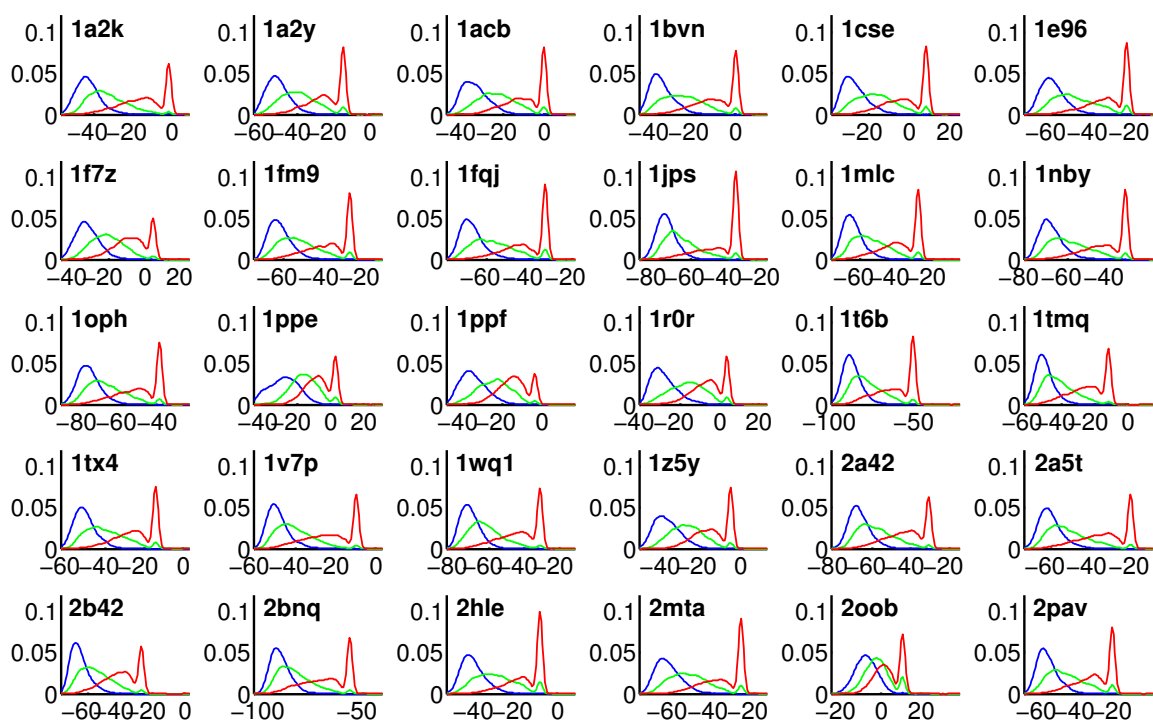 0.1 1a2k 0.1 1a2y 0.1 1acb 0.1 1bvn 0.1 1cse 0.1 1e96
0.05 0.05 0.05 0.05 0.05 0.05
0 0 0 0 0 0
−40 −20 0 −60 −40 −20 0 −40 −20 0 −40 −20 0 −20 0 20 −60 −40 −20
0.1 1f7z 0.1 1fm9 0.1 1fqj 0.1 1jps 0.1 1mlc 0.1 1nby
0.05 0.05 0.05 0.05 0.05 0.05
0 0 0 0 0 0
−40 −20 0 20 −60 −40 −20 −60 −40 −20 −80 −60 −40 −20 −60 −40 −20 −80 −60 −40
0.1 1oph 0.1 1ppe 0.1 1ppf 0.1 1r0r 0.1 1t6b 0.1 1tmq
0.05 0.05 0.05 0.05 0.05 0.05
0 0 0 0 0 0
−80 −60 −40 −40 −20 0 20 −40 −20 0 −40 −20 0 20 −100 −50 −60 −40 −20 0
0.1 1tx4 0.1 1v7p 0.1 1wq1 0.1 1z5y 0.1 2a42 0.1 2a5t
0.05 0.05 0.05 0.05 0.05 0.05
0 0 0 0 0 0
−60 −40 −20 0 −60 −40 −20 −80 −60 −40 −20 −40 −20 0 −80 −60 −40 −20 −60 −40 −20
0.1 2b42 0.1 2bnq 0.1 2hle 0.1 2mta 0.1 2oob 0.1 2pav
0.05 0.05 0.05 0.05 0.05 0.05
0 0 0 0 0 0
−60 −40 −20 −100 −50 −40 −20 0 −60 −40 −20 −20 0 20 −60 −40 −20